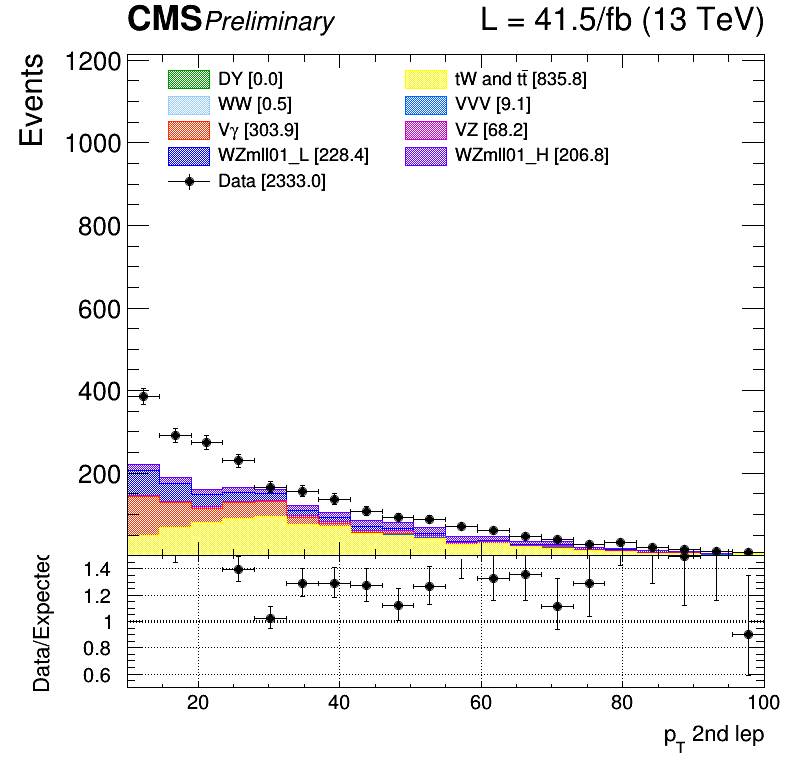 CMS Preliminary L = 41.5/fb (13 TeV)
Events
1200
1000
800
600
400
200
DY [0.0] tW and tt̄ [835.8]
WW [0.5] VVV [9.1]
Vγ [303.9] VZ [68.2]
WZmll01_L [228.4] WZmll01_H [206.8]
Data [2333.0]
Data/Expected
1.4
1.2
1
0.8
0.6
20 40 60 80 100
p_T 2nd lep